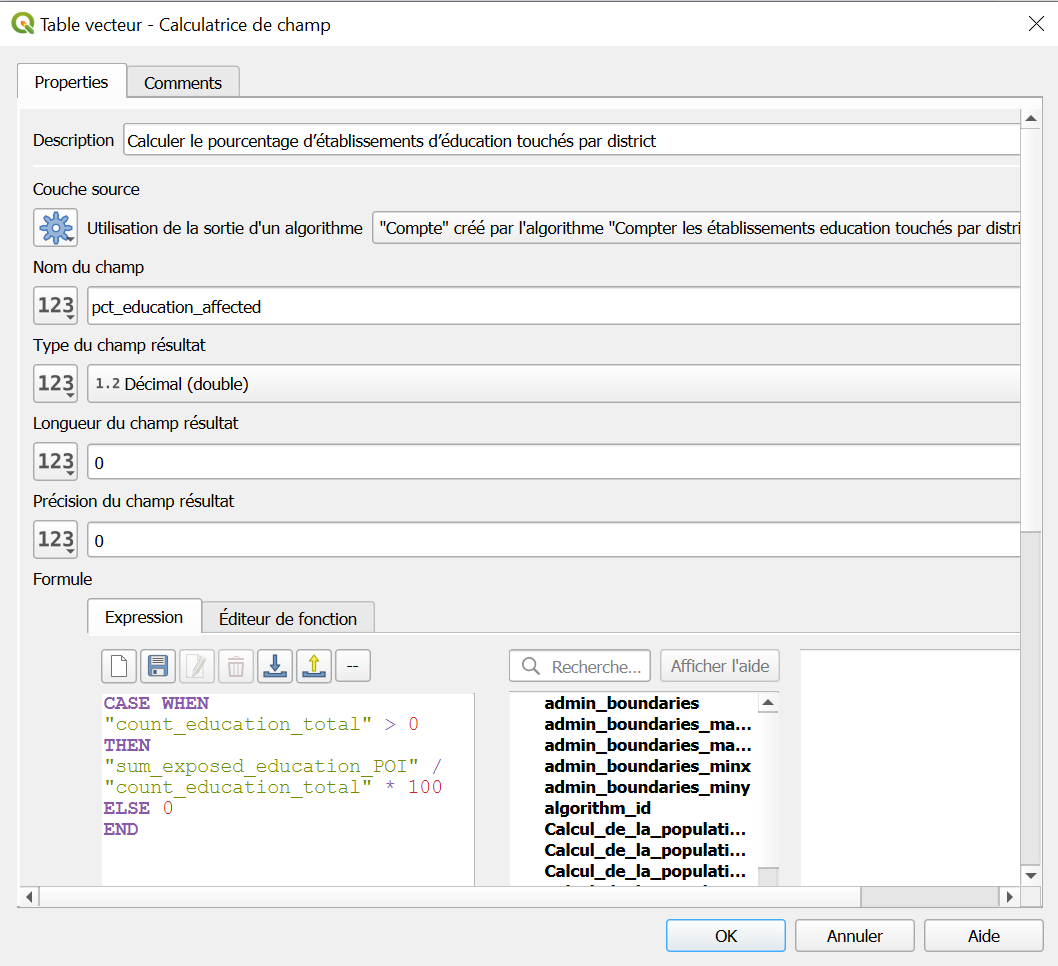 Table vecteur - Calculatrice de champ
Properties
Comments
Description
Calculer le pourcentage d’établissements d’éducation touchés par district
Couche source
Utilisation de la sortie d'un algorithme
"Compte" créé par l'algorithme "Compter les établissements education touchés par distri
Nom du champ
123
pct_education_affected
Type du champ résultat
123
1.2 Décimal (double)
Longueur du champ résultat
123
0
Précision du champ résultat
123
0
Formule
Expression
Éditeur de fonction
--
Recherche...
Afficher l'aide
CASE WHEN
"count_education_total" > 0
THEN
"sum_exposed_education_POI" /
"count_education_total" * 100
ELSE 0
END
admin_boundaries
admin_boundaries_ma...
admin_boundaries_ma...
admin_boundaries_minx
admin_boundaries_miny
algorithm_id
Calcul_de_la_populati...
Calcul_de_la_populati...
Calcul_de_la_populati...
OK
Annuler
Aide